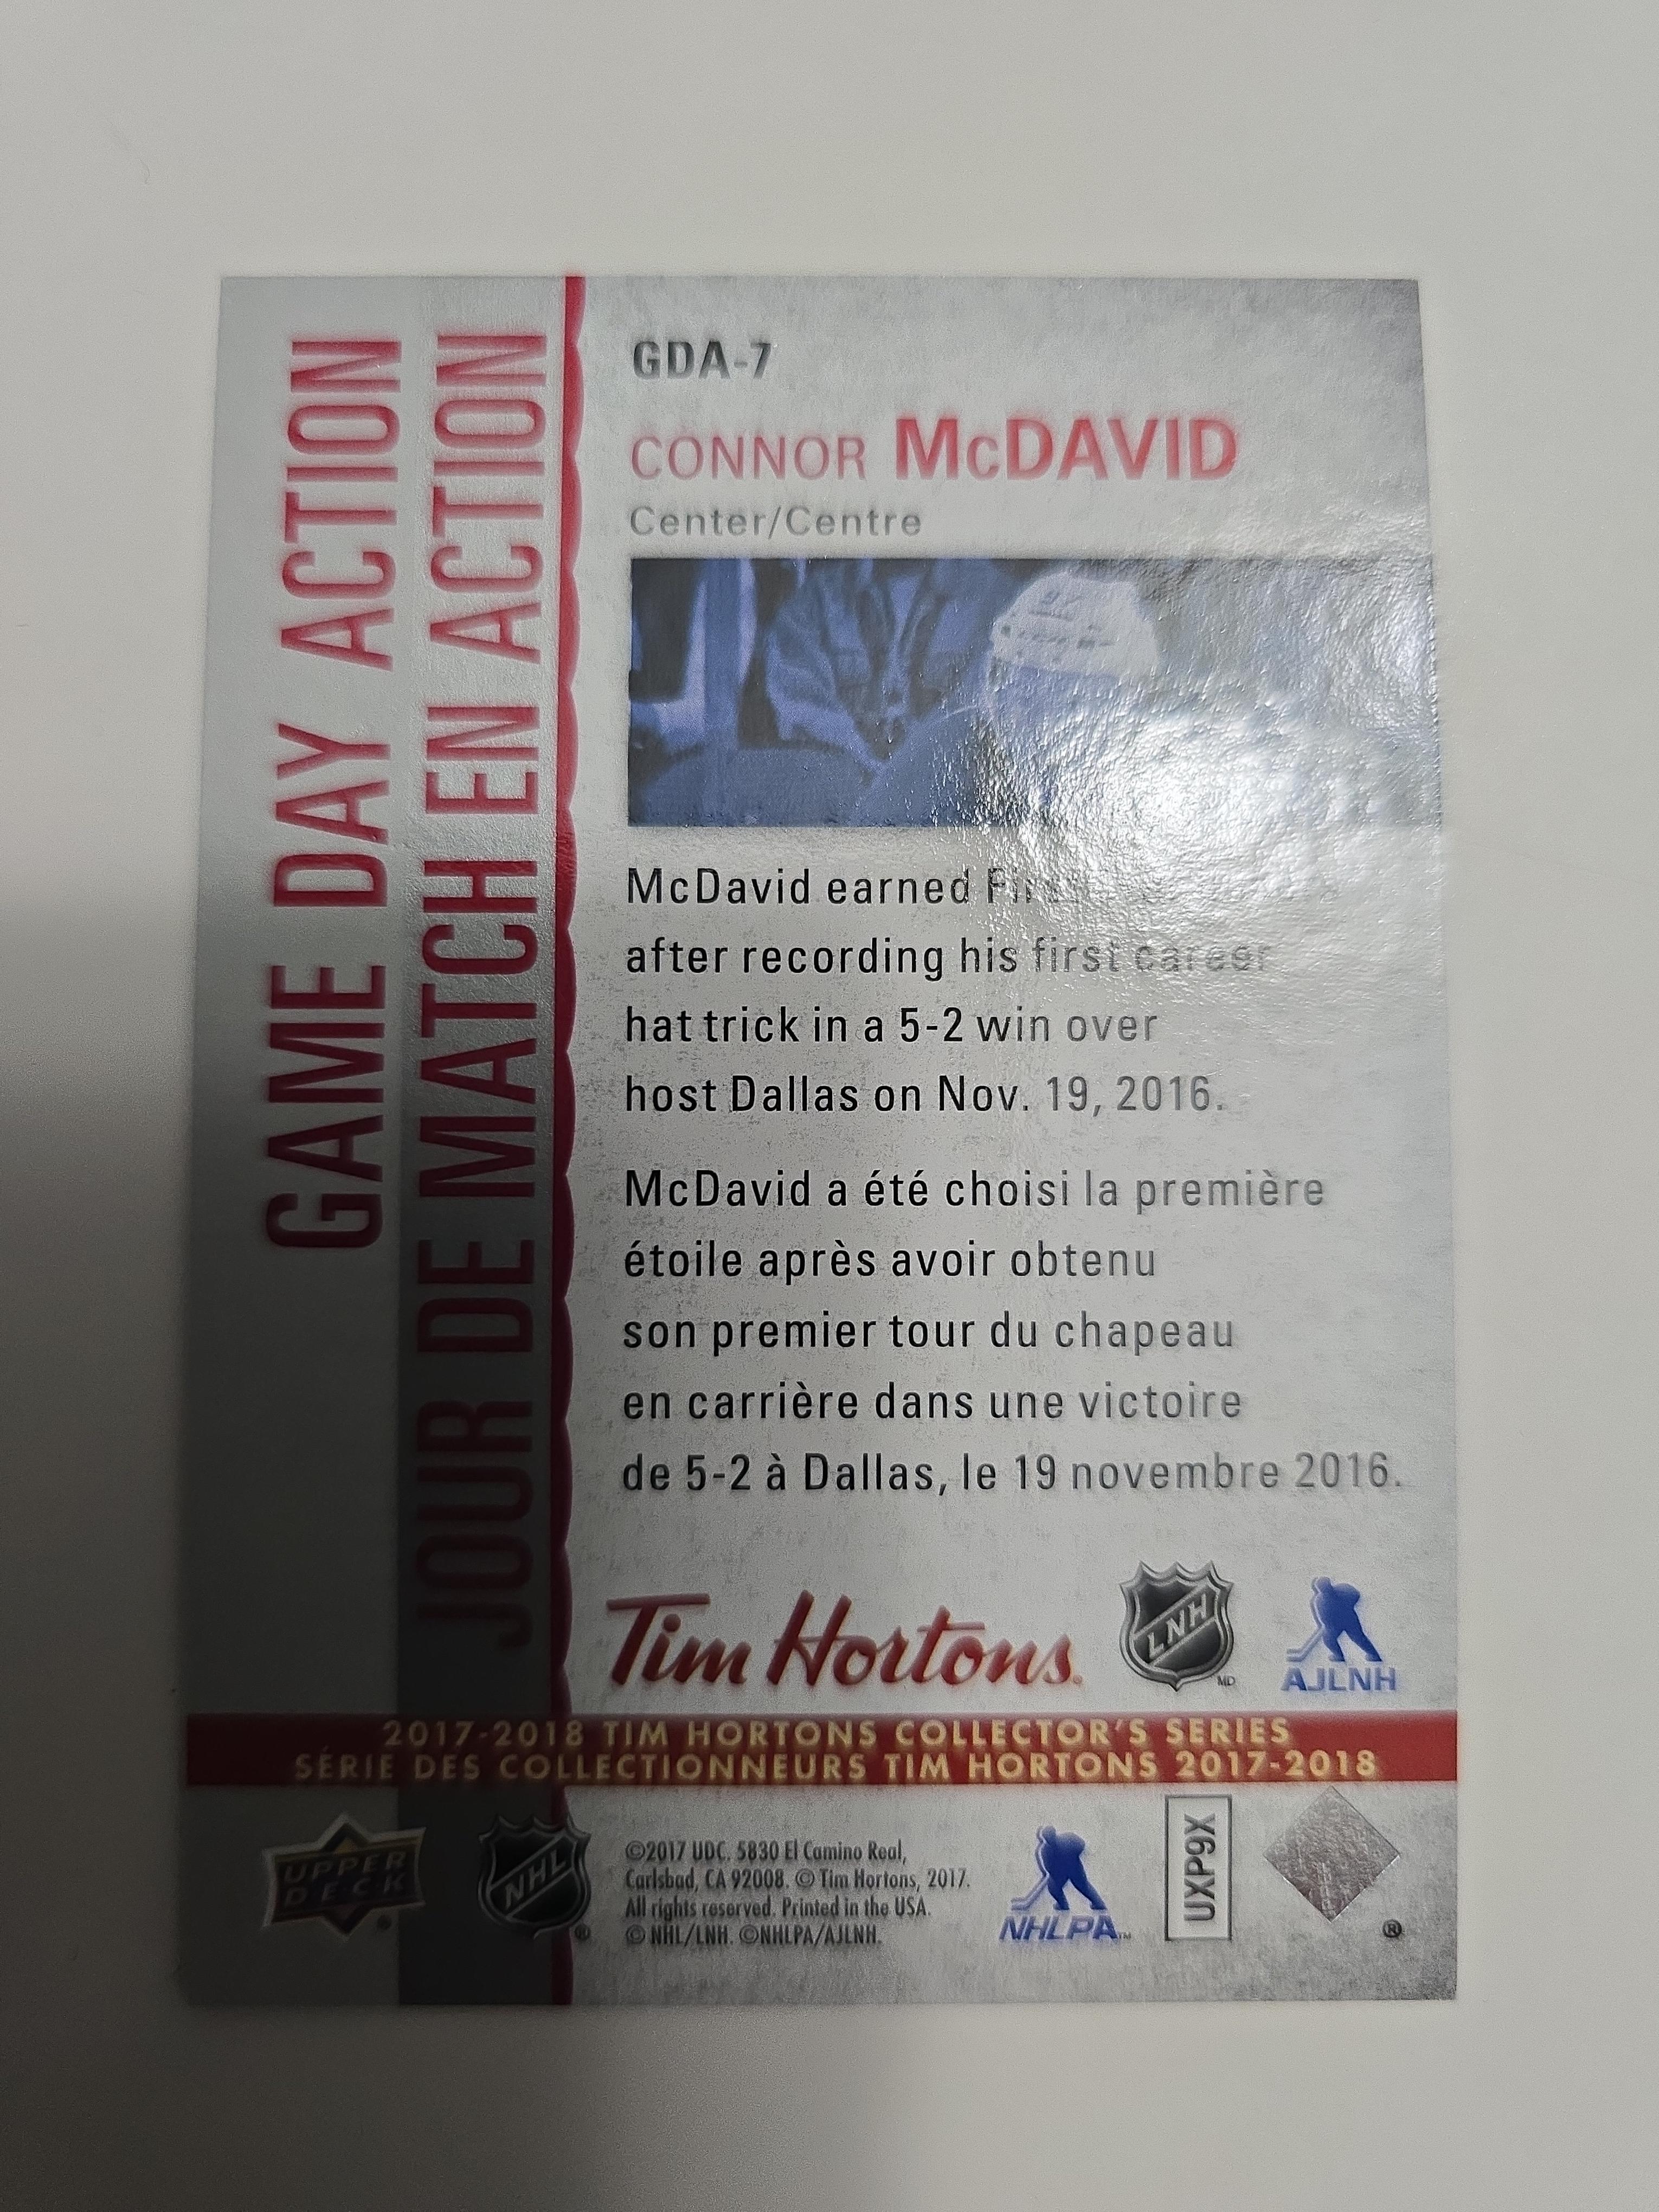 GAME DAY ACTION
JOUR DE MATCH EN ACTION
GDA-7
CONNOR McDAVID
Center/Centre
97
McDavid earned First
after recording his first career
hat trick in a 5-2 win over
host Dallas on Nov. 19, 2016.
McDavid a été choisi la première
étoile après avoir obtenu
son premier tour du chapeau
en carrière dans une victoire
de 5-2 à Dallas, le 19 novembre 2016.
Tim Hortons
LNH
MD
AJLNH
2017-2018 TIM HORTONS COLLECTOR'S SERIES
SÉRIE DES COLLECTIONNEURS TIM HORTONS 2017-2018
UPPER
DECK
®
NHL
®
©2017 UDC. 5830 El Camino Real,
Carlsbad, CA 92008. © Tim Hortons, 2017.
All rights reserved. Printed in the USA.
© NHL/LNH. ©NHLPA/AJLNH.
NHLPA™
UXP9X
®